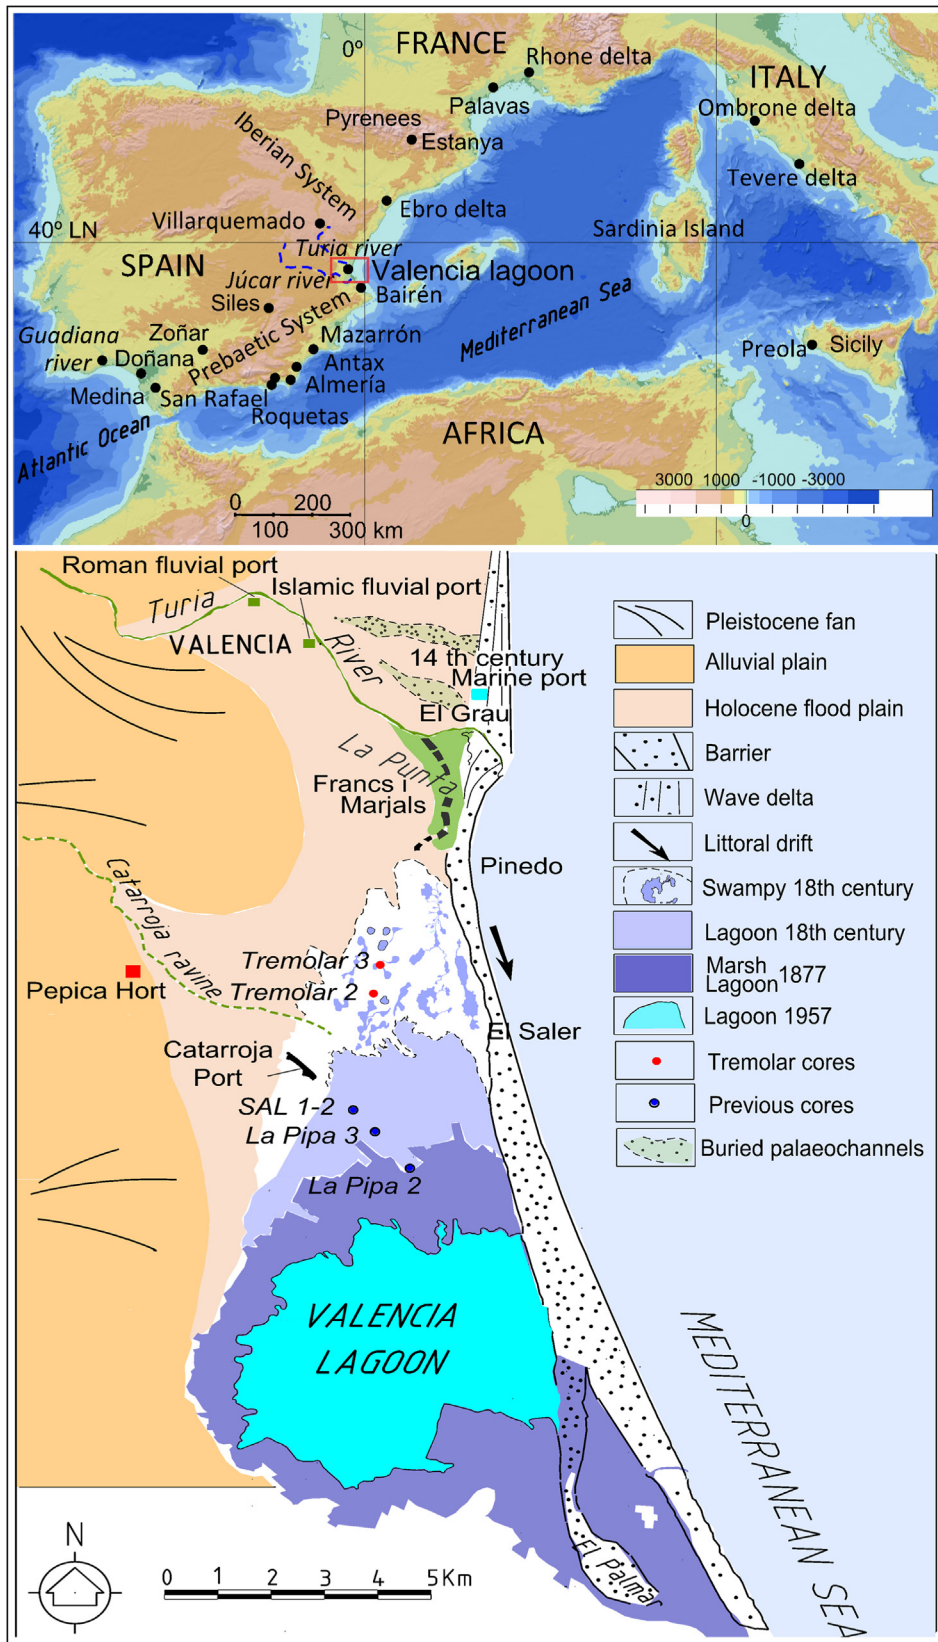 0º
FRANCE
Rhone delta
ITALY
Palavas
Ombrone delta
Pyrenees
Estanya
Iberian System
Tevere delta
Ebro delta
Villarquemado
Sardinia Island
40º LN
Turia river
SPAIN
Valencia lagoon
Júcar river
Bairén
Siles
Prebaetic System
Mediterranean Sea
Guadiana
river
Zoñar
Mazarrón
Doñana
Antax
Preola
Sicily
Medina
San Rafael
Almería
Roquetas
Atlantic Ocean
AFRICA
3000 1000 -1000 -3000
0
0 200
100 300 km
Roman fluvial port
Islamic fluvial port
Turia
River
VALENCIA
14 th century
Marine port
El Grau
La Punta
Francs i
Marjals
Pinedo
Catarroja ravine
Tremolar 3
Pepica Hort
Tremolar 2
El Saler
Catarroja
Port
SAL 1-2
La Pipa 3
La Pipa 2
VALENCIA
LAGOON
El Palmar
MEDITERRANEAN SEA
N
0 1 2 3 4 5 Km
Pleistocene fan
Alluvial plain
Holocene flood plain
Barrier
Wave delta
Littoral drift
Swampy 18th century
Lagoon 18th century
Marsh
Lagoon 1877
Lagoon 1957
Tremolar cores
Previous cores
Buried palaeochannels